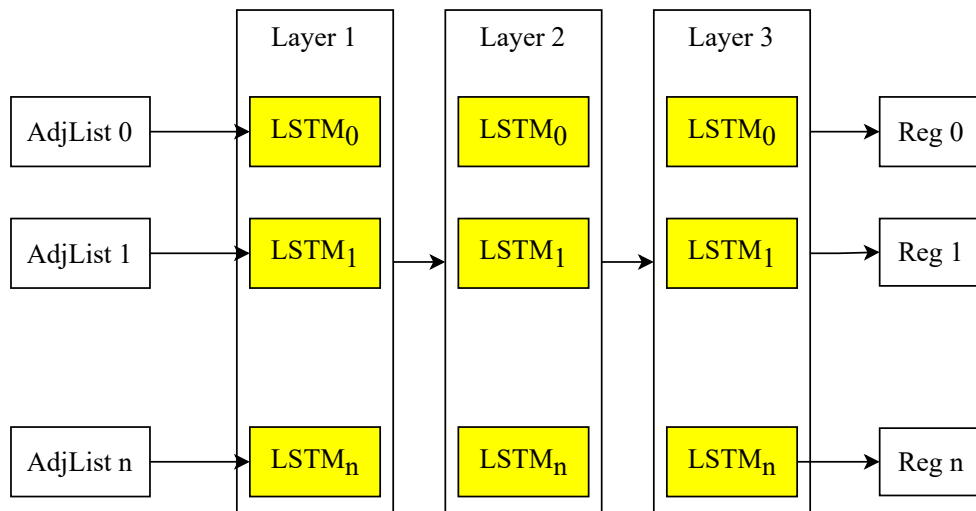 Layer 1
Layer 2
Layer 3
AdjList 0
LSTM₀
LSTM₀
LSTM₀
Reg 0
AdjList 1
LSTM₁
LSTM₁
LSTM₁
Reg 1
AdjList n
LSTMₙ
LSTMₙ
LSTMₙ
Reg n